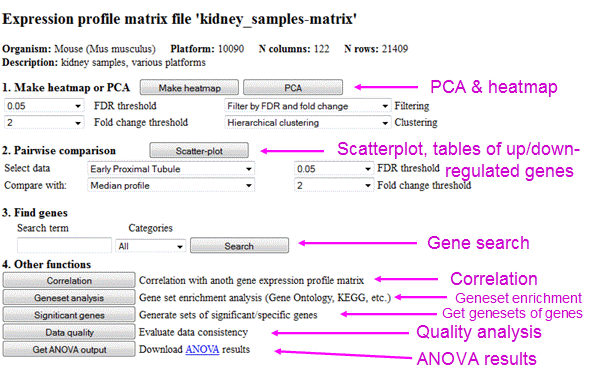 Expression profile matrix file 'kidney_samples-matrix'
Organism: Mouse (Mus musculus) Platform: 10090 N columns: 122 N rows: 21409
Description: kidney samples, various platforms
1. Make heatmap or PCA Make heatmap PCA PCA & heatmap
0.05 FDR threshold Filter by FDR and fold change Filtering
2 Fold change threshold Hierarchical clustering Clustering
2. Pairwise comparison Scatter-plot Scatterplot, tables of up/down-
Select data Early Proximal Tubule 0.05 FDR threshold regulated genes
Compare with: Median profile 2 Fold change threshold
3. Find genes
Search term Categories
All Search Gene search
4. Other functions
Correlation Correlation with anoth gene expression profile matrix Correlation
Geneset analysis Gene set enrichment analysis (Gene Ontology, KEGG, etc.) Geneset enrichment
Significant genes Generate sets of significant/specific genes Get genesets of genes
Data quality Evaluate data consistency Quality analysis
Get ANOVA output Download ANOVA results ANOVA results